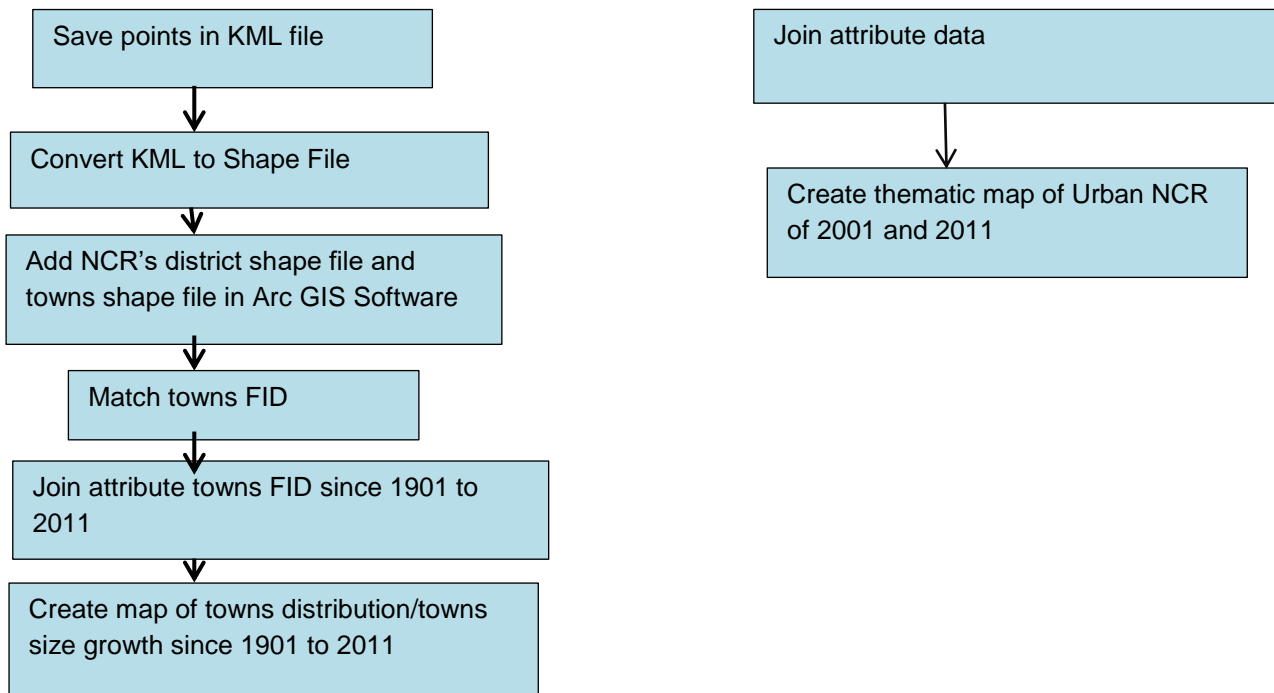 Save points in KML file
Convert KML to Shape File
Add NCR’s district shape file and
towns shape file in Arc GIS Software
Match towns FID
Join attribute towns FID since 1901 to
2011
Create map of towns distribution/towns
size growth since 1901 to 2011
Join attribute data
Create thematic map of Urban NCR
of 2001 and 2011